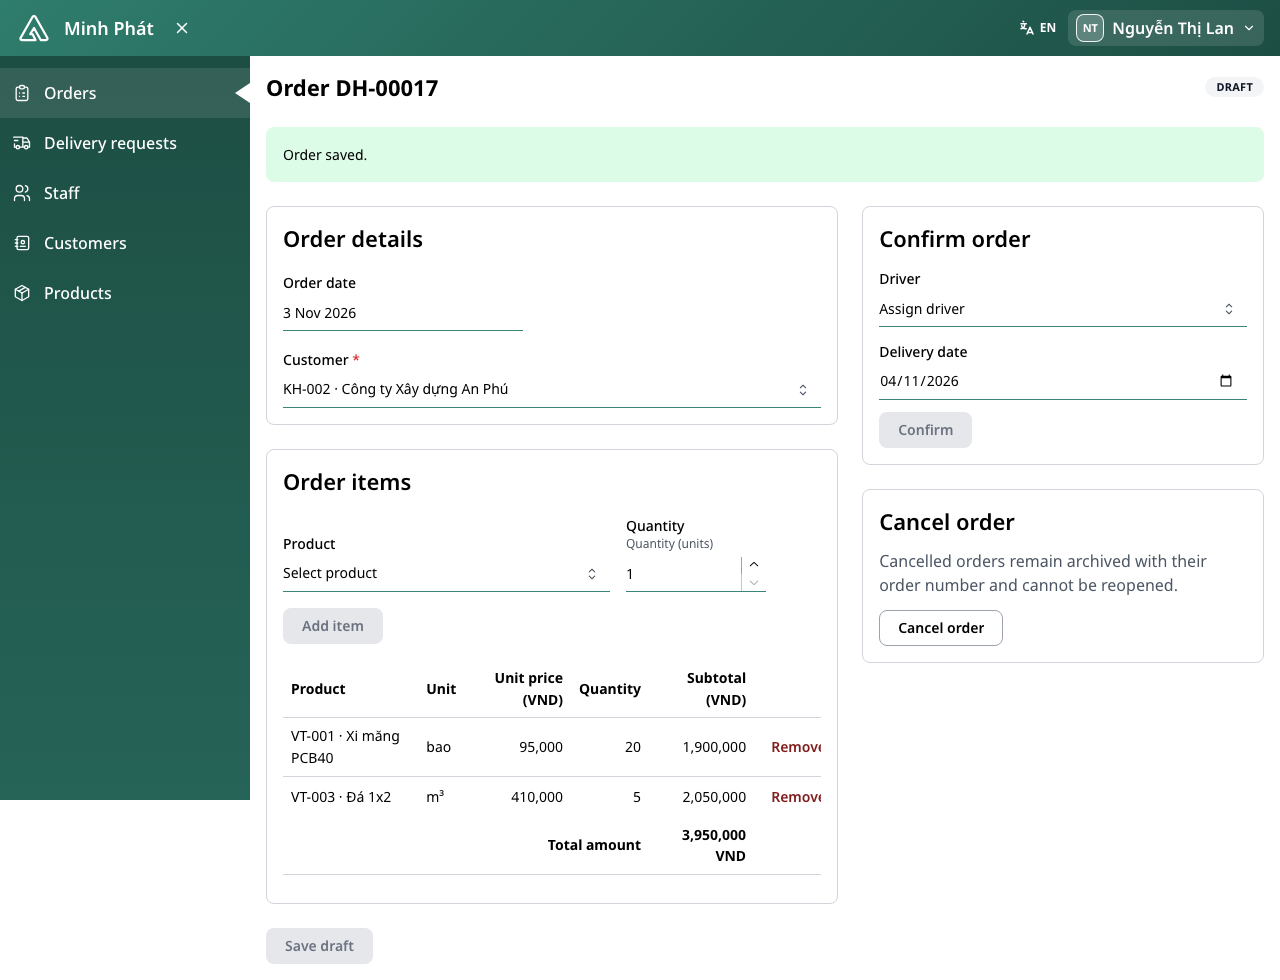 Minh Phát
EN
NT
Nguyễn Thị Lan
Orders
Delivery requests
Staff
Customers
Products
Order DH-00017
DRAFT
Order saved.
Order details
Order date
3 Nov 2026
Customer *
KH-002 · Công ty Xây dựng An Phú
Order items
Product
Select product
Quantity
Quantity (units)
1
Add item
Product Unit Unit price (VND) Quantity Subtotal (VND)
VT-001 · Xi măng PCB40 bao 95,000 20 1,900,000 Remove
VT-003 · Đá 1x2 m³ 410,000 5 2,050,000 Remove
Total amount 3,950,000 VND
Save draft
Confirm order
Driver
Assign driver
Delivery date
04/11/2026
Confirm
Cancel order
Cancelled orders remain archived with their
order number and cannot be reopened.
Cancel order